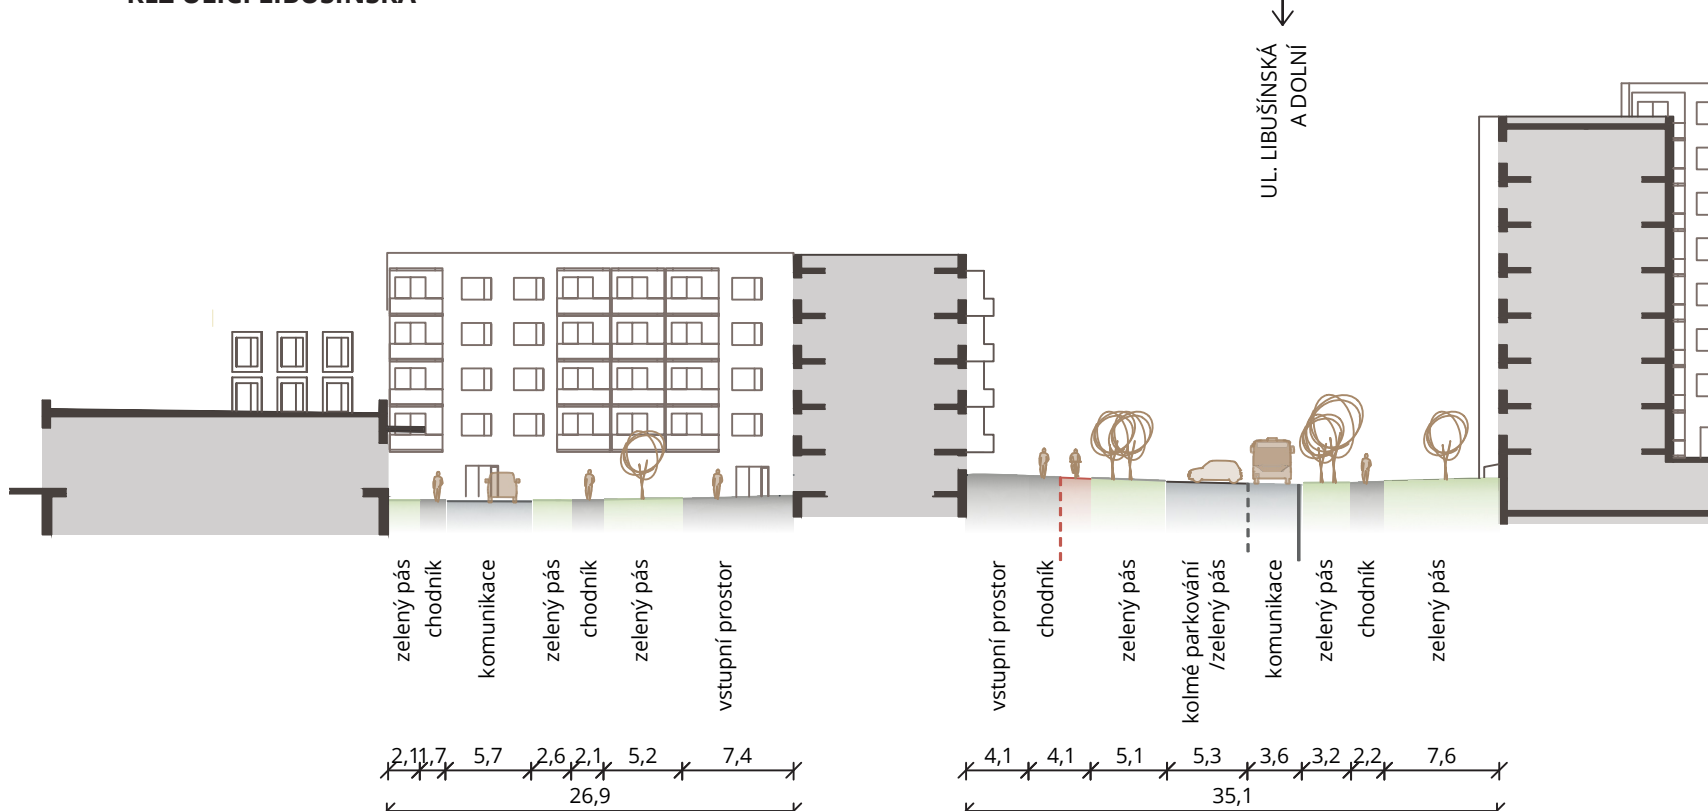 UL. LIBUŠÍNSKÁ
A DOLNÍ
zelený pás
chodník
komunikace
zelený pás
chodník
zelený pás
vstupní prostor
vstupní prostor
chodník
zelený pás
kolmé parkování
/zelený pás
komunikace
zelený pás
chodník
zelený pás
2,1 1,7 5,7 2,6 2,1 5,2 7,4
4,1 4,1 5,1 5,3 3,6 3,2 2,2 7,6
26,9
35,1